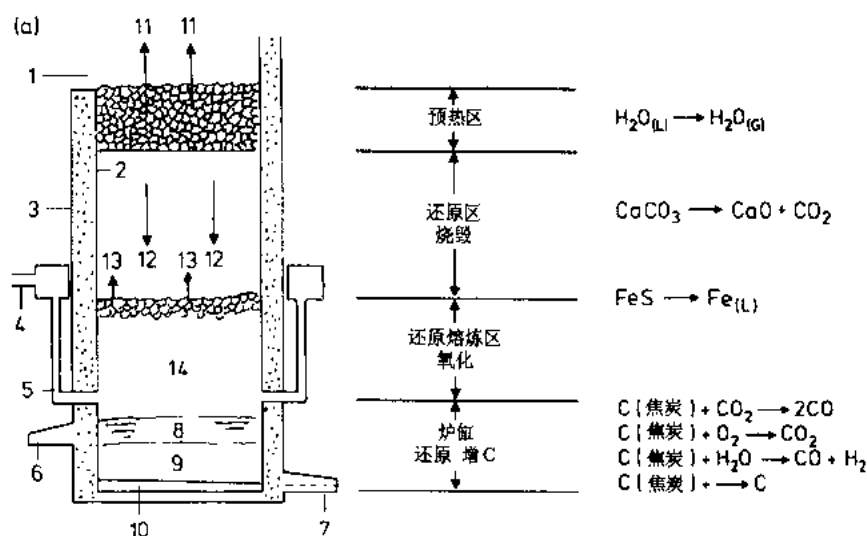 (a)
11 11
1
预热区
H₂O(L) → H₂O(G)
2
3
还原区
烧毁
CaCO₃ → CaO + CO₂
13 12 13 12
4
FeS → Fe(L)
还原熔炼区
氧化
14
5
8
6
9
炉缸
还原 增C
C(焦炭) + CO₂ → 2CO
C(焦炭) + O₂ → CO₂
C(焦炭) + H₂O → CO + H₂
C(焦炭) + → C
10
7